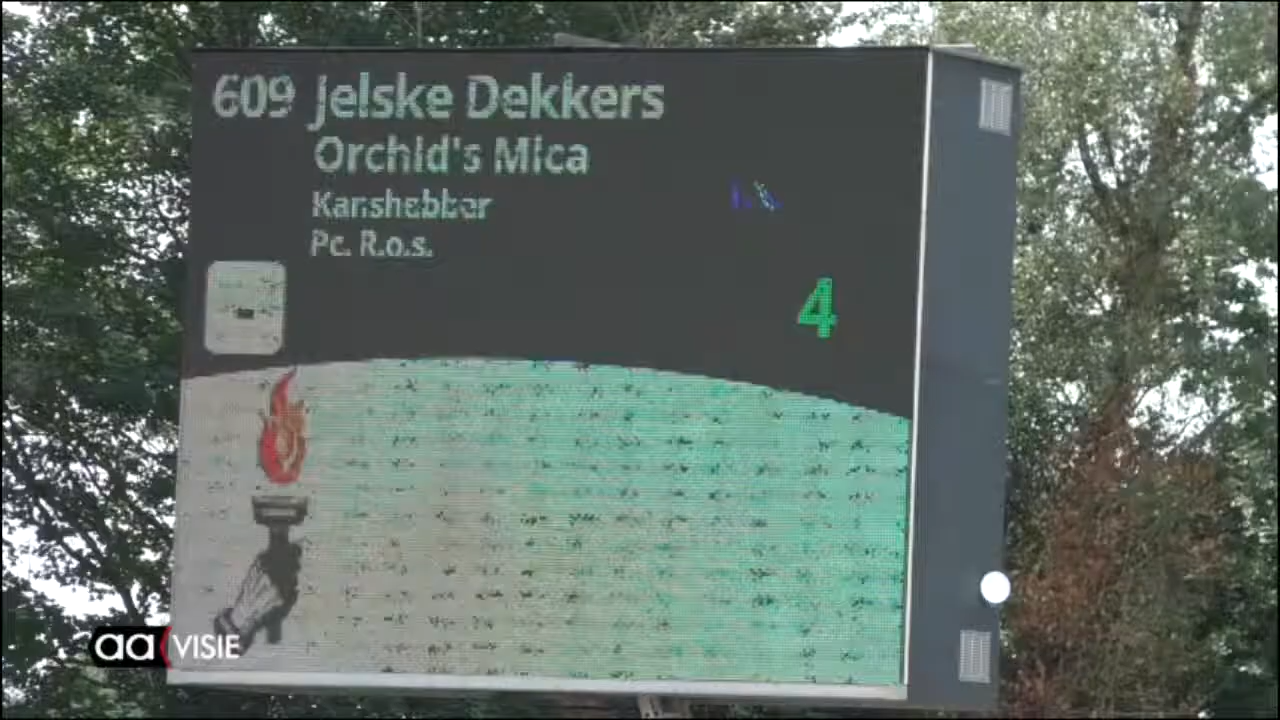 609 Jelske Dekkers
Orchid's Mica
Kanshebber
Pc. R.o.s.
4
aa VISIE